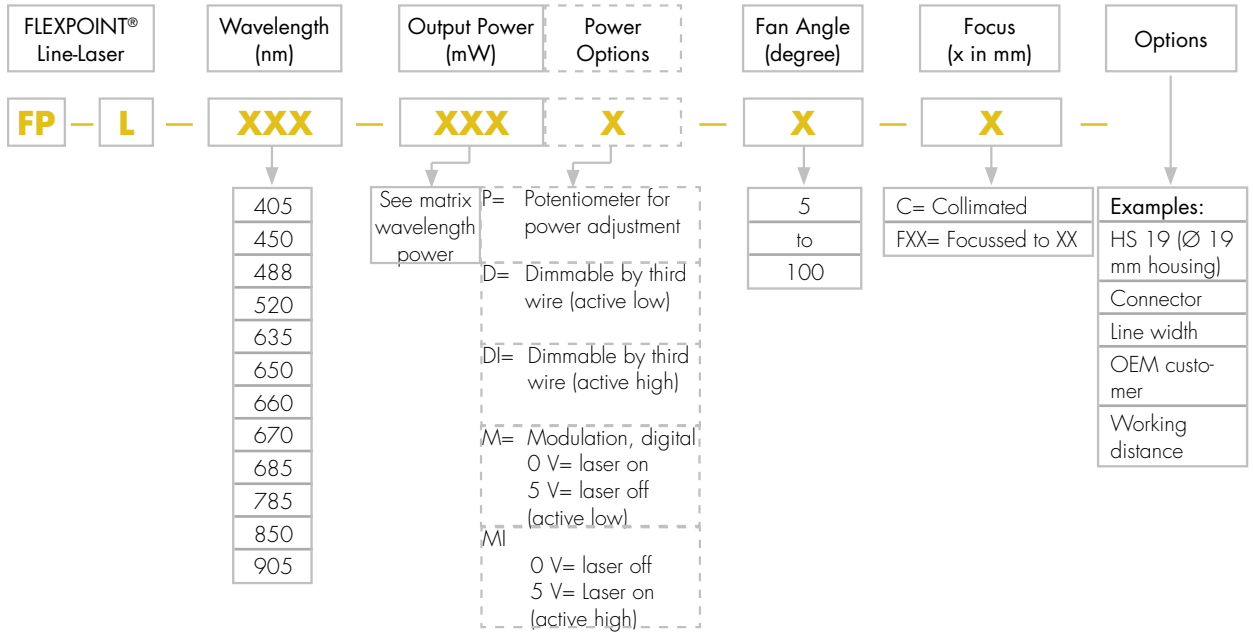 FLEXPOINT®
Line-Laser
Wavelength
(nm)
Output Power
(mW)
Power
Options
Fan Angle
(degree)
Focus
(x in mm)
Options
FP — L — XXX — XXX X — X — X —
405
450
488
520
635
650
660
670
685
785
850
905
See matrix
wavelength
power
P= Potentiometer for
power adjustment
D= Dimmable by third
wire (active low)
DI= Dimmable by third
wire (active high)
M= Modulation, digital
0 V= laser on
5 V= laser off
(active low)
MI
0 V= laser off
5 V= Laser on
(active high)
5
to
100
C= Collimated
FXX= Focussed to XX
Examples:
HS 19 (Ø 19
mm housing)
Connector
Line width
OEM custo-
mer
Working
distance